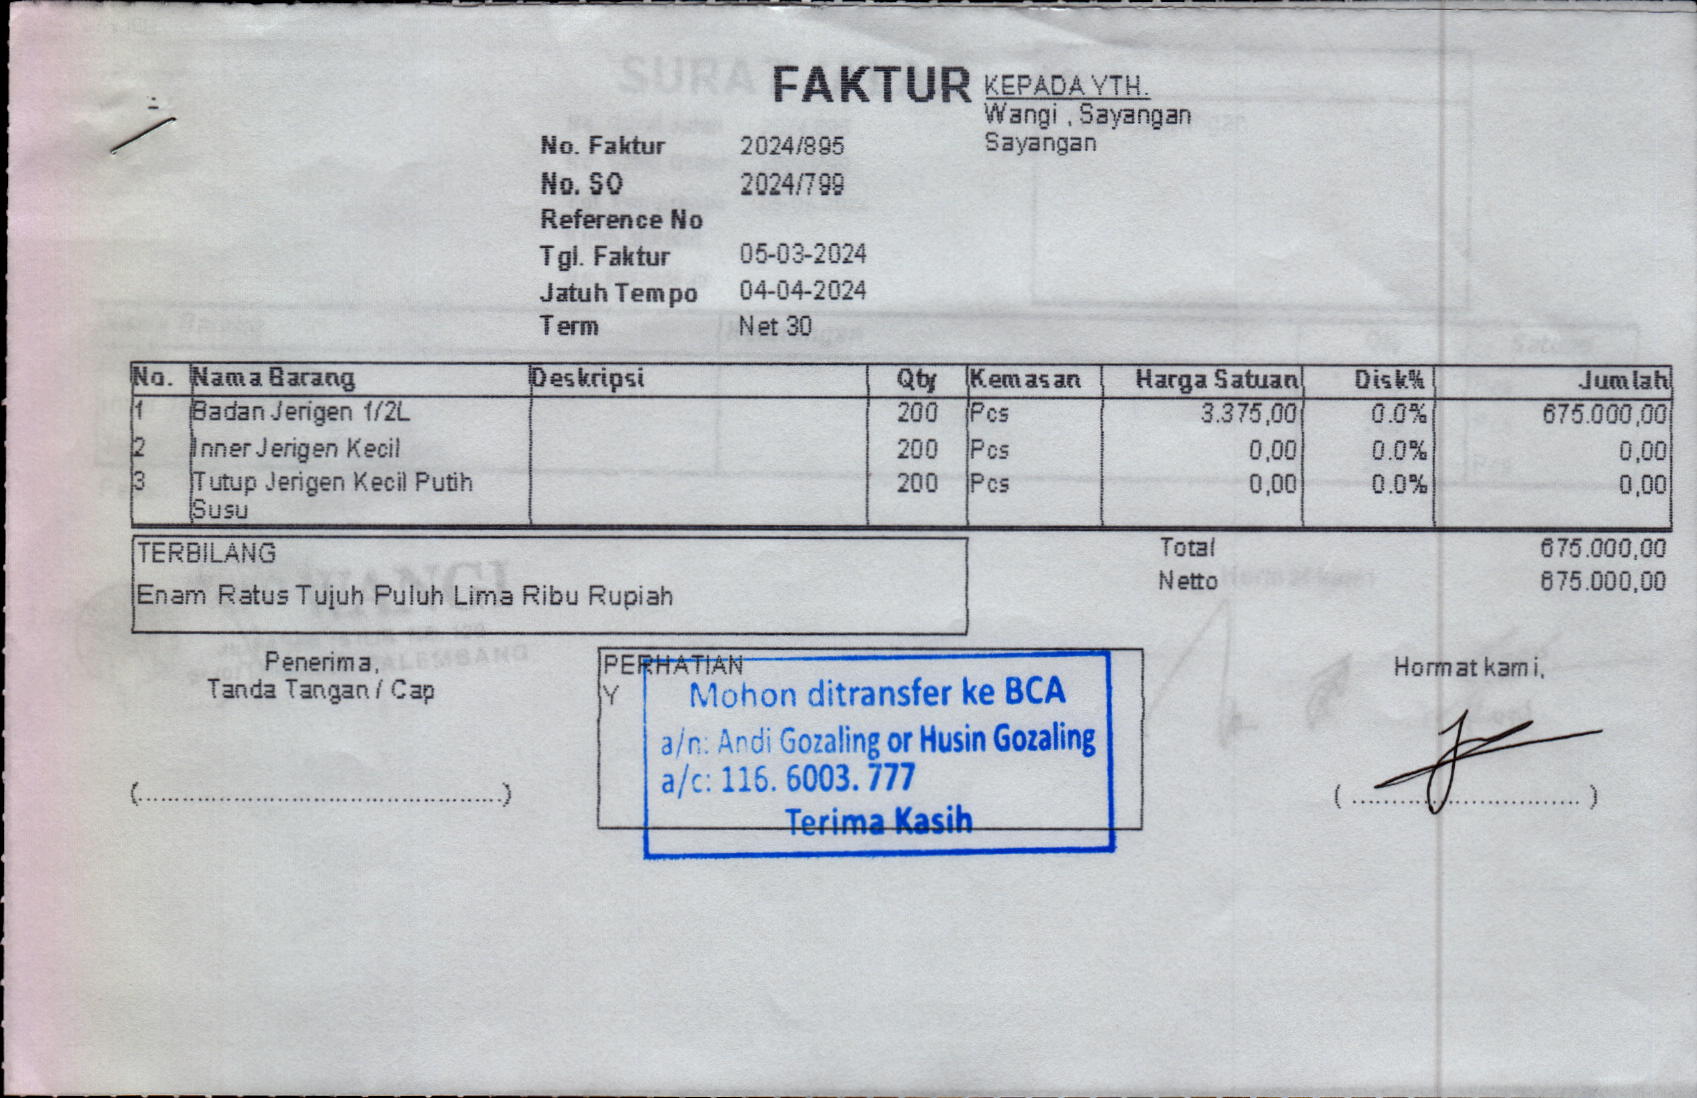 FAKTUR
KEPADA YTH.
Wangi , Sayangan
Sayangan
No. Faktur 2024/895
No. SO 2024/799
Reference No
Tgl. Faktur 05-03-2024
Jatuh Tempo 04-04-2024
Term Net 30
No. Nama Barang Deskripsi Qty Kemasan Harga Satuan Disk% Jumlah
1 Badan Jerigen 1/2L 200 Pcs 3.375,00 0.0% 675.000,00
2 Inner Jerigen Kecil 200 Pcs 0,00 0.0% 0,00
3 Tutup Jerigen Kecil Putih 200 Pcs 0,00 0.0% 0,00
Susu
TERBILANG
Enam Ratus Tujuh Puluh Lima Ribu Rupiah
Total 675.000,00
Netto 675.000,00
Penerima,
Tanda Tangan / Cap
(.................................................)
PERHATIAN
Y
Mohon ditransfer ke BCA
a/n: Andi Gozaling or Husin Gozaling
a/c: 116. 6003. 777
Terima Kasih
Hormat kami,
( ................................ )